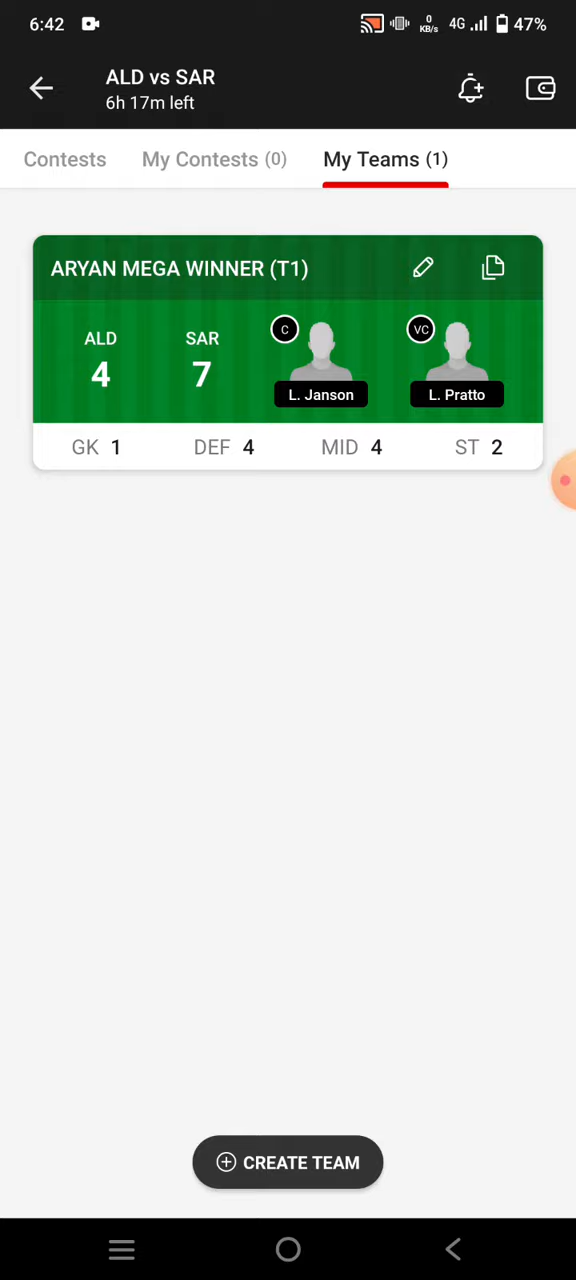 6:42 0 KB/s 4G 47%
ALD vs SAR
6h 17m left
Contests My Contests (0) My Teams (1)
ARYAN MEGA WINNER (T1)
ALD SAR C VC
4 7
L. Janson L. Pratto
GK 1 DEF 4 MID 4 ST 2
CREATE TEAM